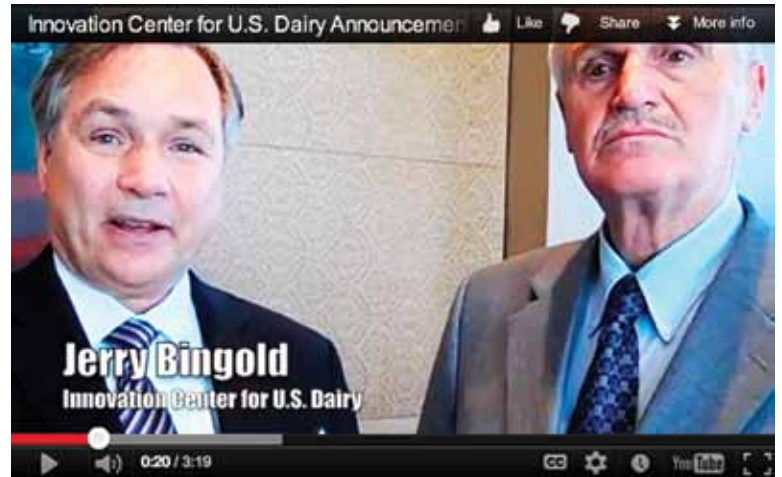 Innovation Center for U.S. Dairy Announcemen Like Share More info
Jerry Bingold
Innovation Center for U.S. Dairy
0:20 / 3:19 CC YouTube